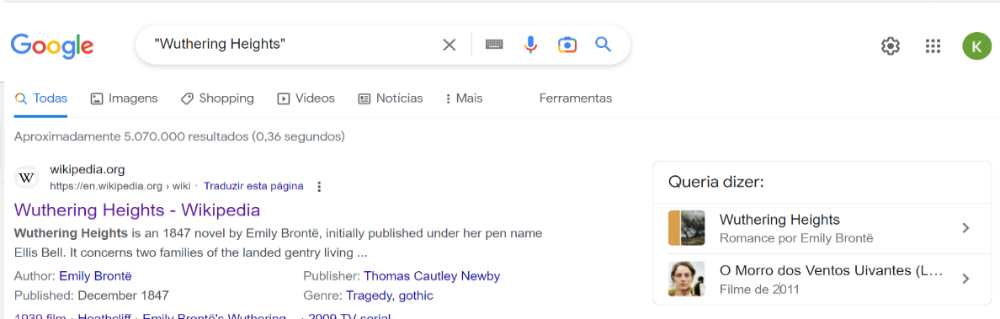 Google
"Wuthering Heights"
K
Todas Imagens Shopping Vídeos Notícias Mais Ferramentas
Aproximadamente 5.070.000 resultados (0,36 segundos)
W
wikipedia.org
https://en.wikipedia.org › wiki · Traduzir esta página
Wuthering Heights - Wikipedia
Wuthering Heights is an 1847 novel by Emily Brontë, initially published under her pen name
Ellis Bell. It concerns two families of the landed gentry living ...
Author: Emily Brontë Publisher: Thomas Cautley Newby
Published: December 1847 Genre: Tragedy, gothic
1939 film · Heathcliff · Emily Brontë's Wuthering... · 2009 TV serial
Queria dizer:
Wuthering Heights
Romance por Emily Brontë
O Morro dos Ventos Uivantes (L...
Filme de 2011